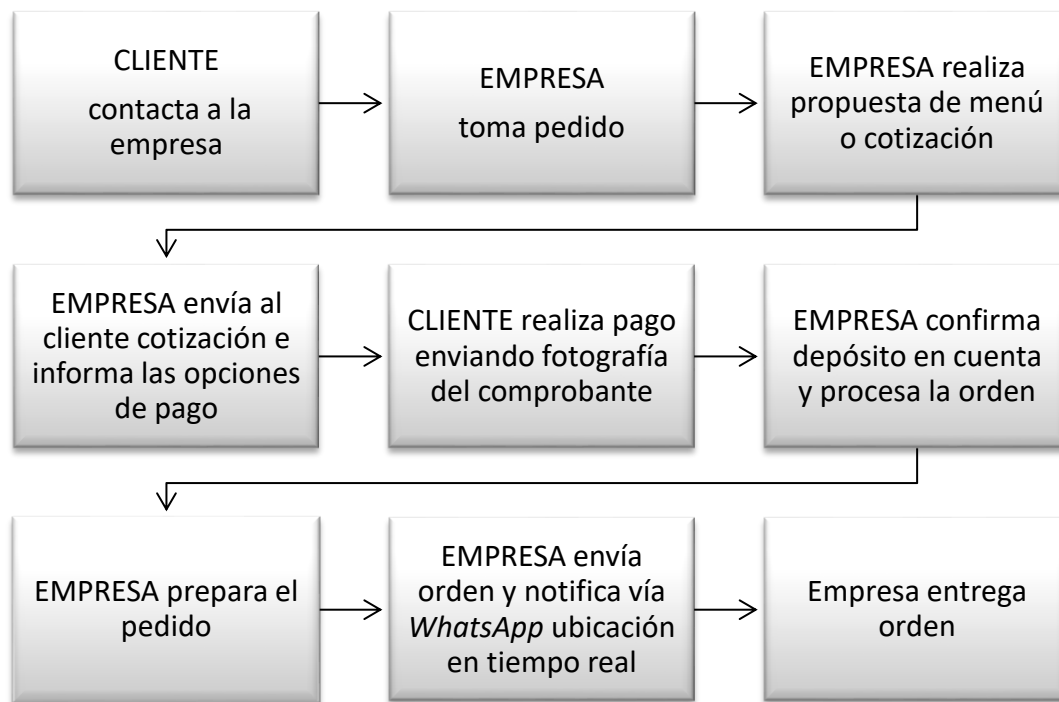 CLIENTE
contacta a la
empresa
EMPRESA
toma pedido
EMPRESA realiza
propuesta de menú
o cotización
EMPRESA envía al
cliente cotización e
informa las opciones
de pago
CLIENTE realiza pago
enviando fotografía
del comprobante
EMPRESA confirma
depósito en cuenta
y procesa la orden
EMPRESA prepara el
pedido
EMPRESA envía
orden y notifica vía
WhatsApp ubicación
en tiempo real
Empresa entrega
orden